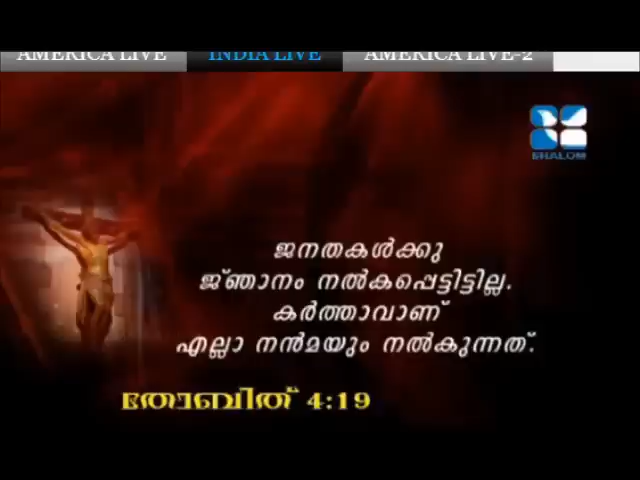 AMERICA LIVE INDIA LIVE AMERICA LIVE-2
SHALOM
ജനതകൾക്കു
ജ്ഞാനം നൽകപ്പെട്ടിട്ടില്ല.
കർത്താവാണ്
എല്ലാ നൻമയും നൽകുന്നത്.
തോബിത് 4:19